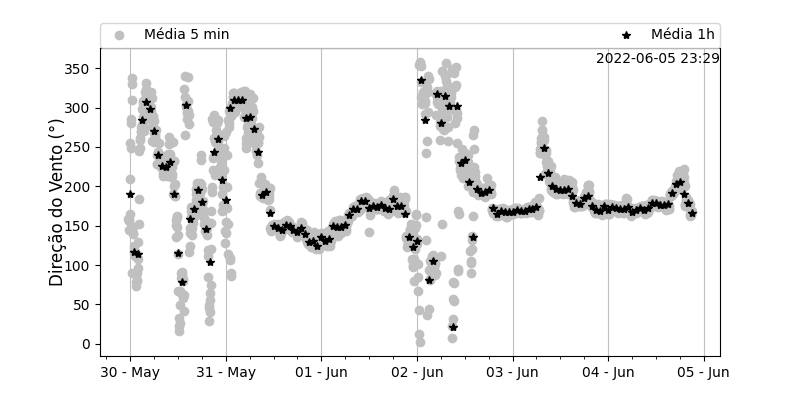 Média 5 min
Média 1h
2022-06-05 23:29
Direção do Vento (°)
350
300
250
200
150
100
50
0
30 - May
31 - May
01 - Jun
02 - Jun
03 - Jun
04 - Jun
05 - Jun